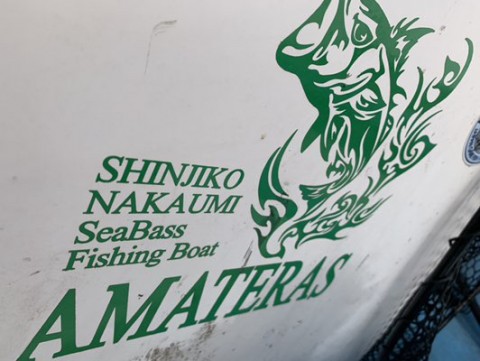 SHINJIKO
NAKAUMI
SeaBass
Fishing Boat
AMATERAS